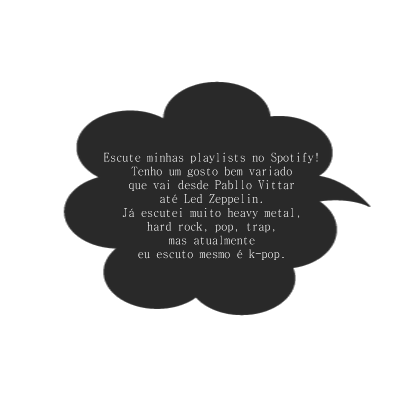 Escute minhas playlists no Spotify!
Tenho um gosto bem variado
que vai desde Pabllo Vittar
até Led Zeppelin.
Já escutei muito heavy metal,
hard rock, pop, trap,
mas atualmente
eu escuto mesmo é k-pop.